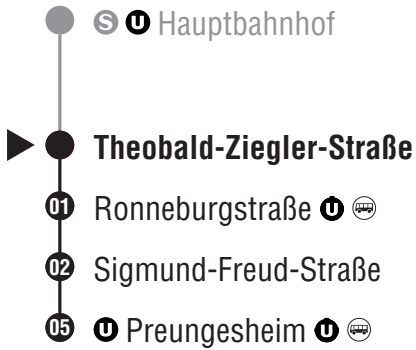 S U Hauptbahnhof
Theobald-Ziegler-Straße
01 Ronneburgstraße U
02 Sigmund-Freud-Straße
05 U Preungesheim U